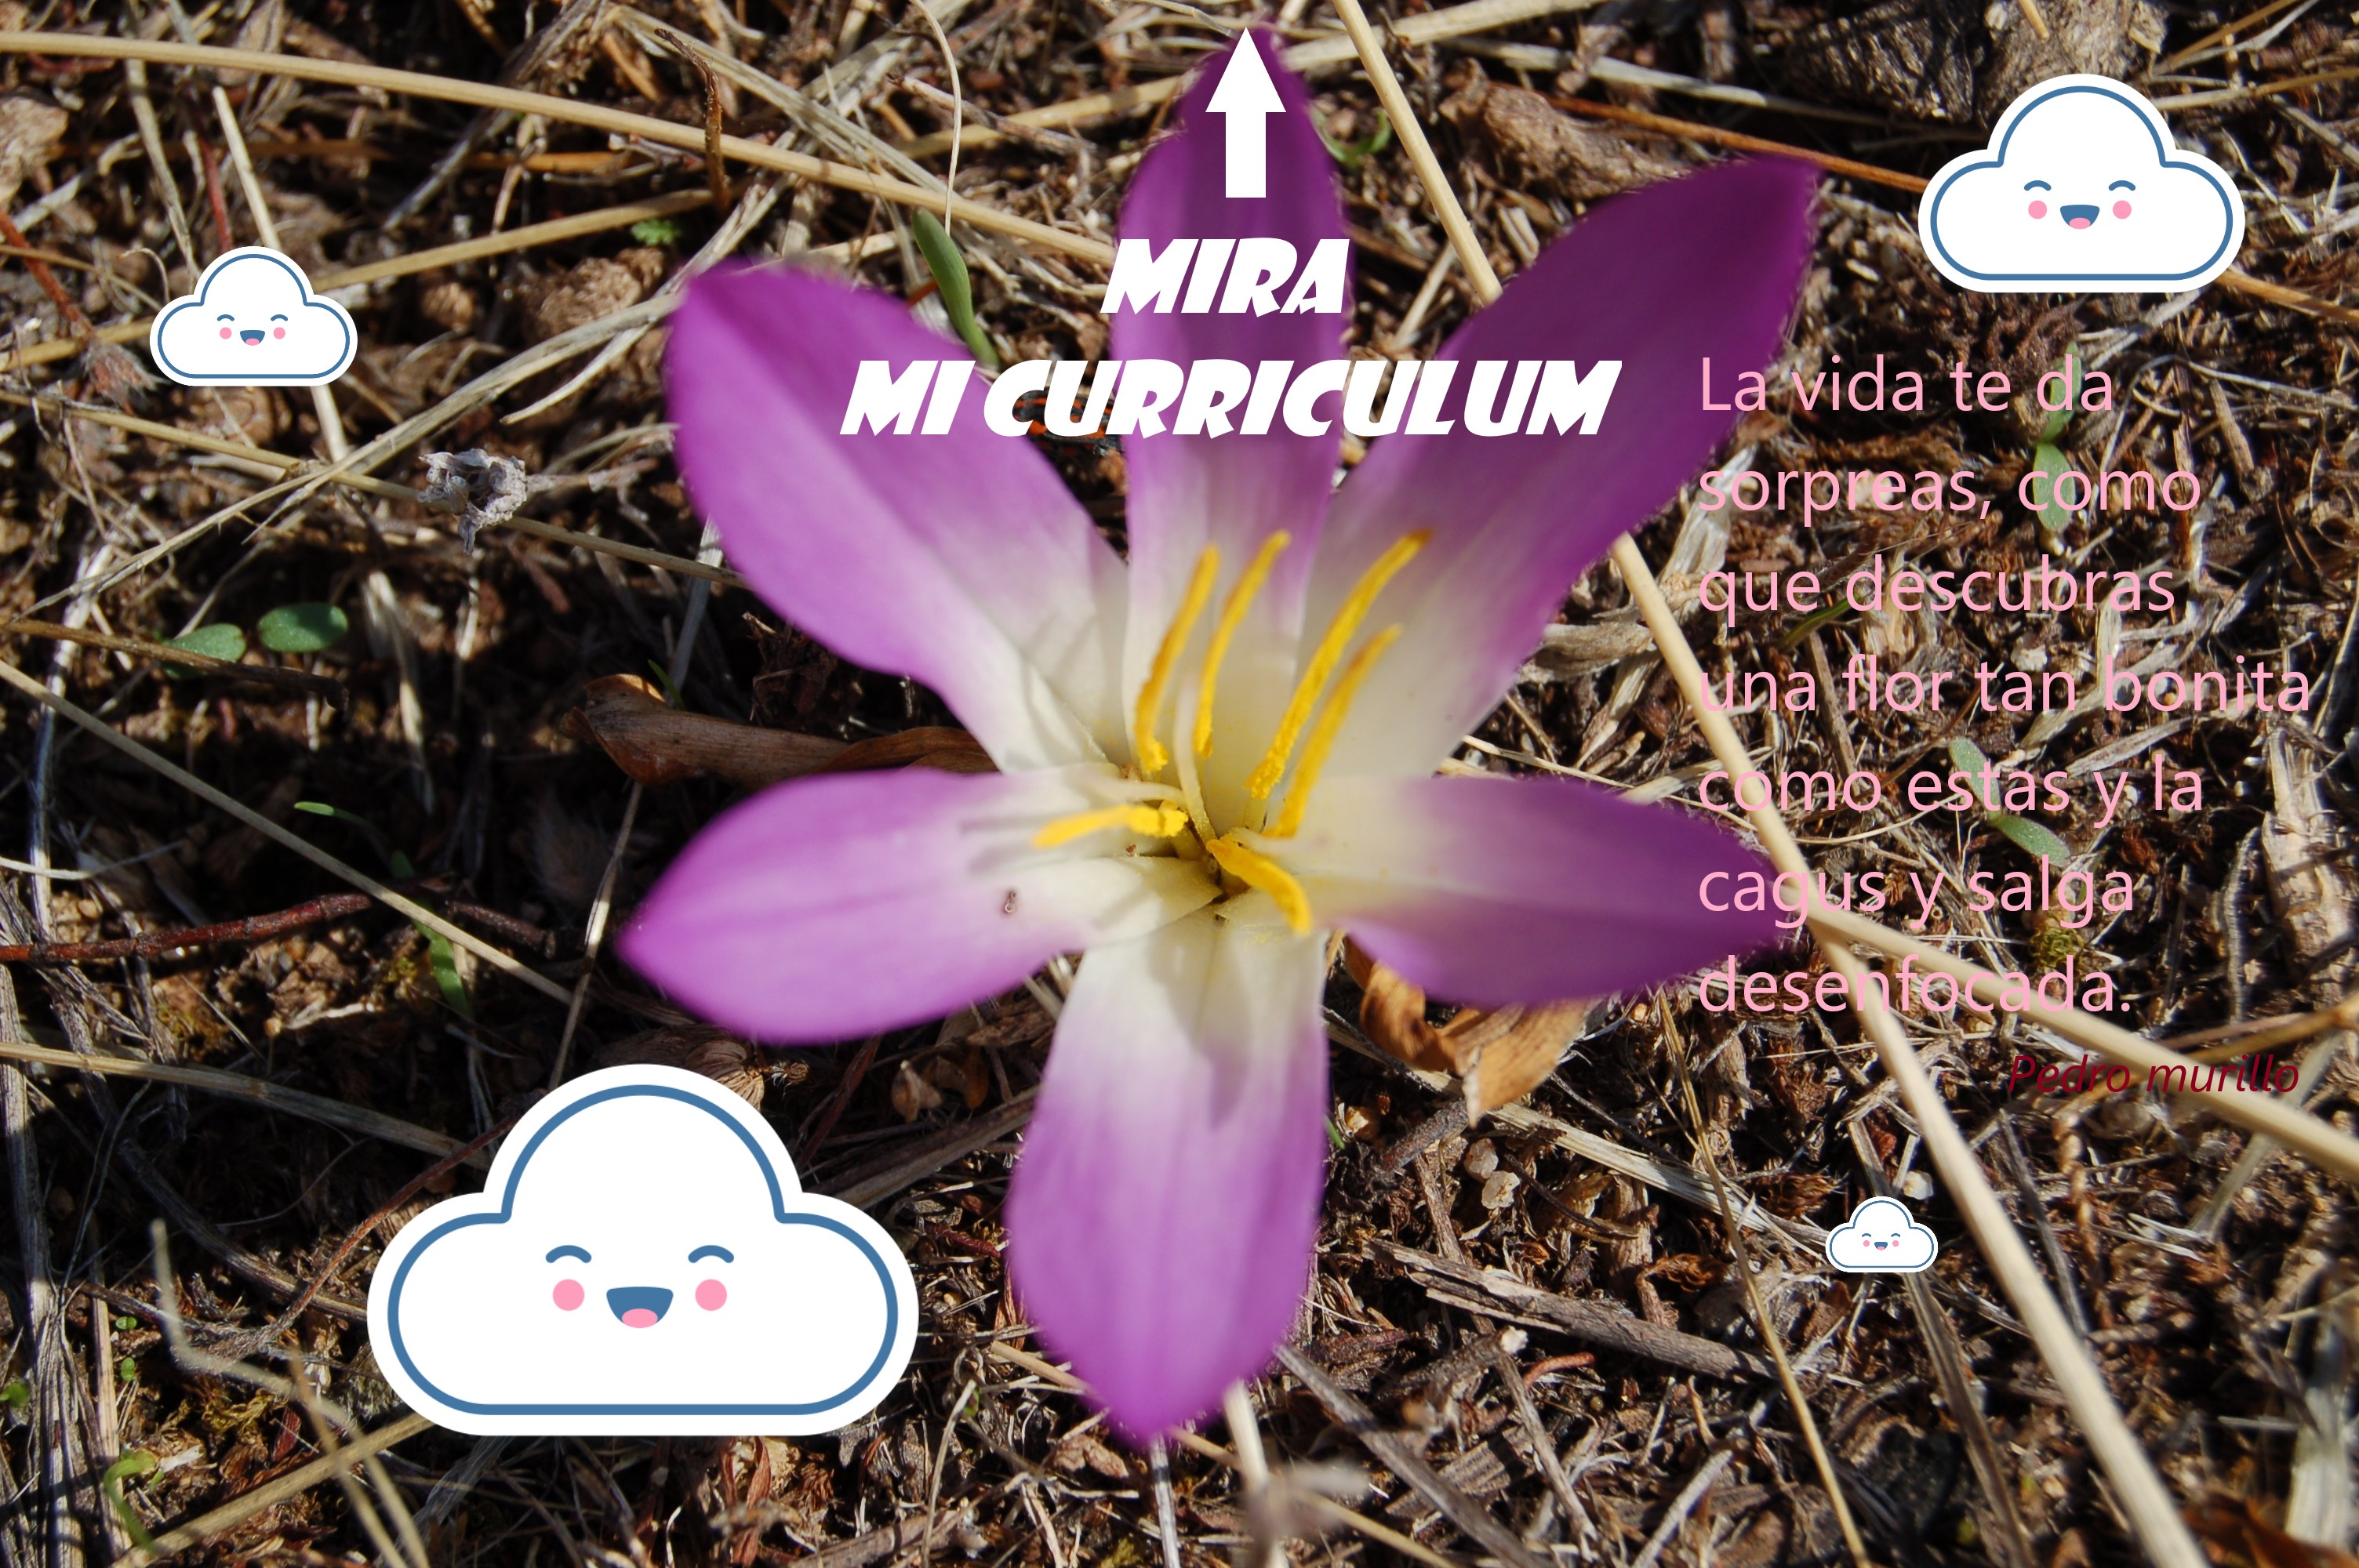 MIRA
MI CURRICULUM
La vida te da
sorpreas, como
que descubras
una flor tan bonita
como estas y la
cagus y salga
desenfocada.
Pedro murillo